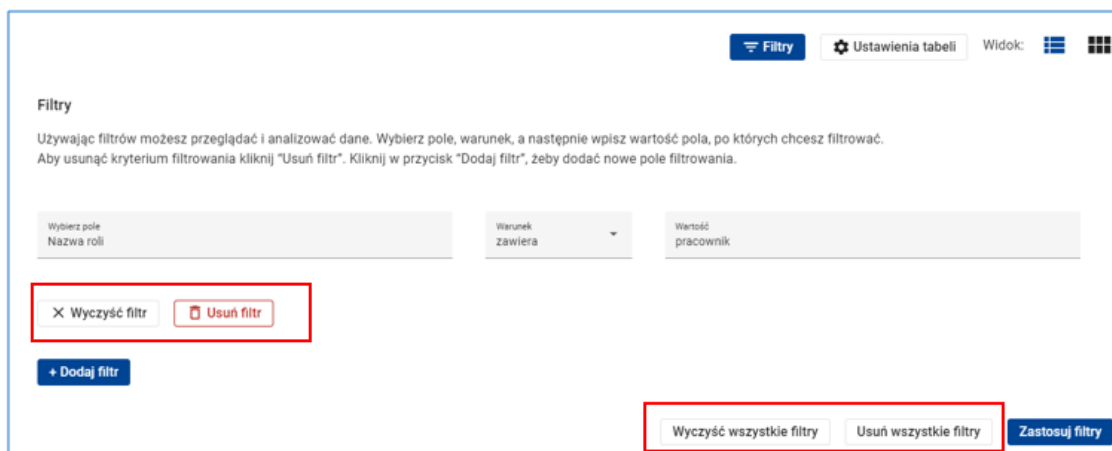 Filtry
Ustawienia tabeli
Widok:
Filtry
Używając filtrów możesz przeglądać i analizować dane. Wybierz pole, warunek, a następnie wpisz wartość pola, po których chcesz filtrować.
Aby usunąć kryterium filtrowania kliknij "Usuń filtr". Kliknij w przycisk "Dodaj filtr", żeby dodać nowe pole filtrowania.
Wybierz pole
Nazwa roli
Warunek
zawiera
Wartość
pracownik
Wyczyść filtr
Usuń filtr
+ Dodaj filtr
Wyczyść wszystkie filtry
Usuń wszystkie filtry
Zastosuj filtry